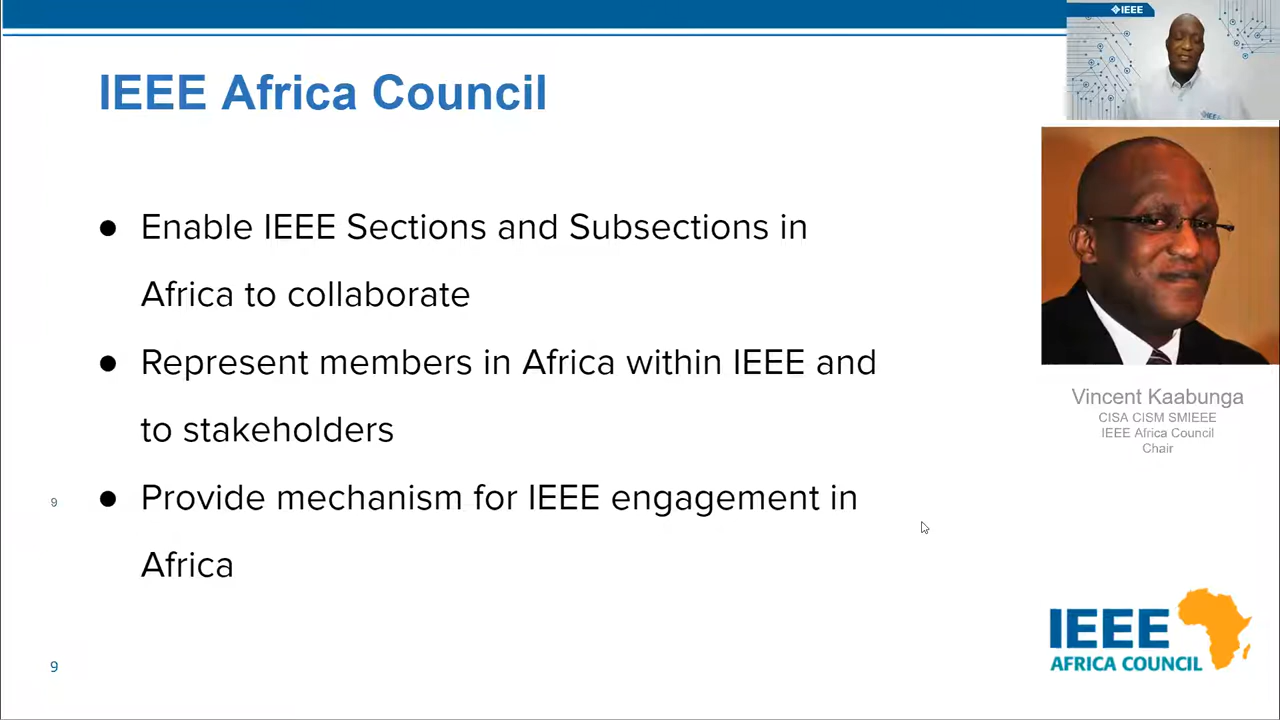 IEEE
IEEE Africa Council
● Enable IEEE Sections and Subsections in
Africa to collaborate
● Represent members in Africa within IEEE and
to stakeholders
● Provide mechanism for IEEE engagement in
Africa
9
9
IEEE
Vincent Kaabunga
CISA CISM SMIEEE
IEEE Africa Council
Chair
IEEE
AFRICA COUNCIL